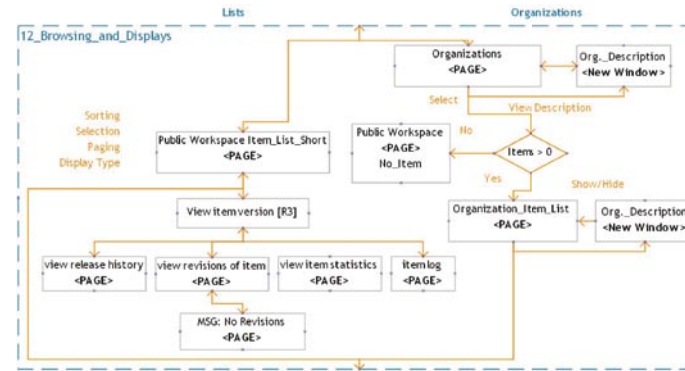 Lists
Organizations
12_Browsing_and_Displays
Organizations
<PAGE>
Org._Description
<New Window>
Select
View Description
Sorting
Selection
Paging
Display Type
Public Workspace Item_List_Short
<PAGE>
Public Workspace
<PAGE>
No_Item
No
Items > 0
Yes
Show/Hide
View item version [R3]
Organization_Item_List
<PAGE>
Org._Description
<New Window>
view release history
<PAGE>
view revisions of item
<PAGE>
view item statistics
<PAGE>
item log
<PAGE>
MSG: No Revisions
<PAGE>